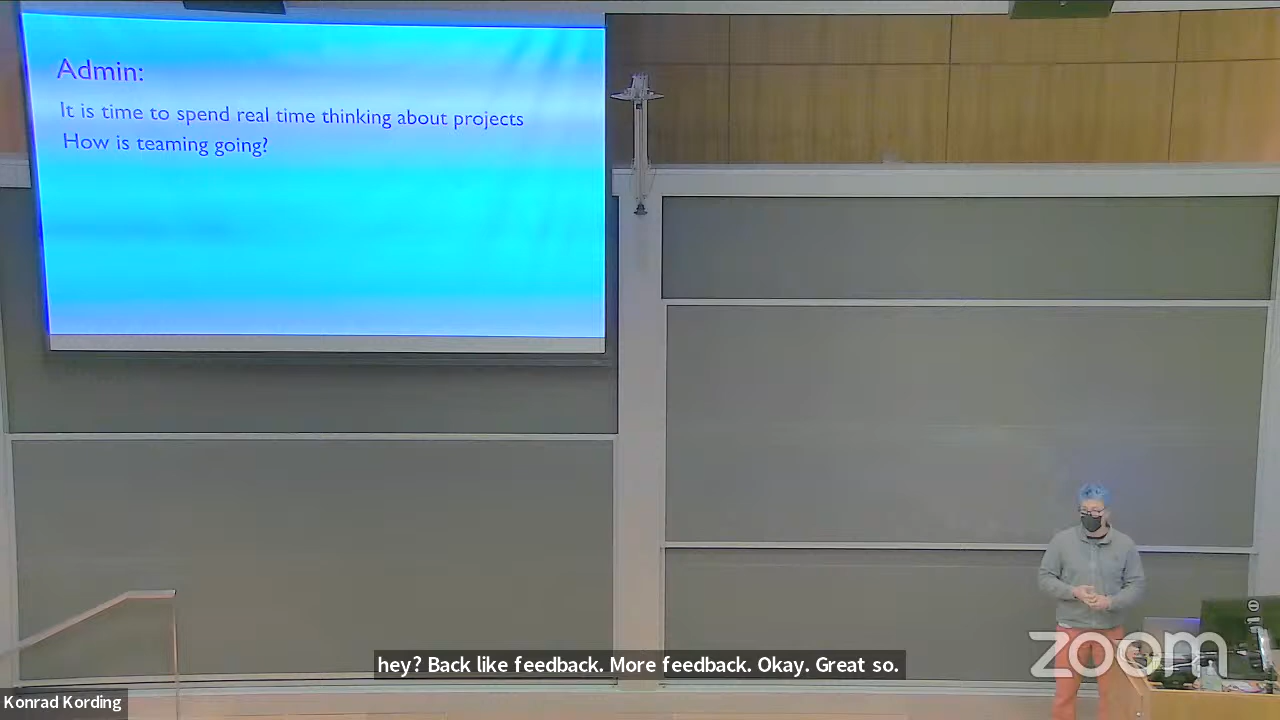 Admin:
It is time to spend real time thinking about projects
How is teaming going?
hey? Back like feedback. More feedback. Okay. Great so.
zoom
Konrad Kording